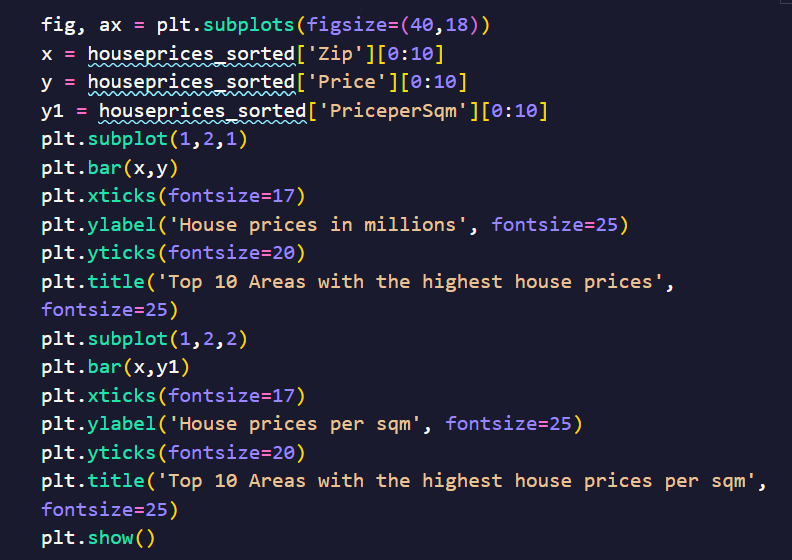 fig, ax = plt.subplots(figsize=(40,18))
x = houseprices_sorted['Zip'][0:10]
y = houseprices_sorted['Price'][0:10]
y1 = houseprices_sorted['PriceperSqm'][0:10]
plt.subplot(1,2,1)
plt.bar(x,y)
plt.xticks(fontsize=17)
plt.ylabel('House prices in millions', fontsize=25)
plt.yticks(fontsize=20)
plt.title('Top 10 Areas with the highest house prices',
fontsize=25)
plt.subplot(1,2,2)
plt.bar(x,y1)
plt.xticks(fontsize=17)
plt.ylabel('House prices per sqm', fontsize=25)
plt.yticks(fontsize=20)
plt.title('Top 10 Areas with the highest house prices per sqm',
fontsize=25)
plt.show()